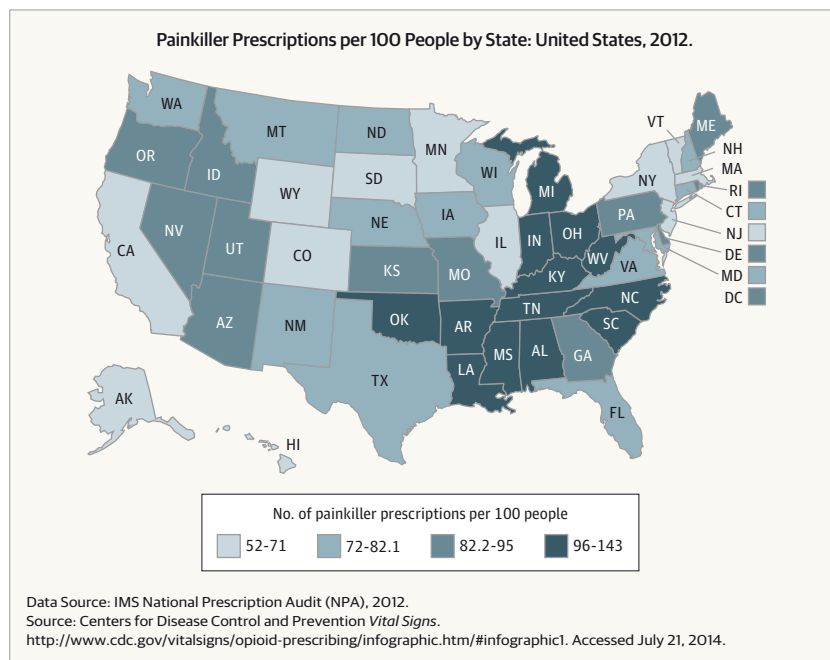 Painkiller Prescriptions per 100 People by State: United States, 2012.
WA
MT
ND
MN
VT
ME
OR
ID
WY
SD
WI
MI
NY
NH
MA
RI
CT
NJ
DE
MD
DC
NV
UT
CO
NE
IA
IL
IN
OH
PA
CA
KS
MO
KY
WV
VA
AZ
NM
OK
AR
TN
NC
SC
TX
LA
MS
AL
GA
FL
AK
HI
No. of painkiller prescriptions per 100 people
52-71 72-82.1 82.2-95 96-143
Data Source: IMS National Prescription Audit (NPA), 2012.
Source: Centers for Disease Control and Prevention Vital Signs.
http://www.cdc.gov/vitalsigns/opioid-prescribing/infographic.htm/#infographic1. Accessed July 21, 2014.